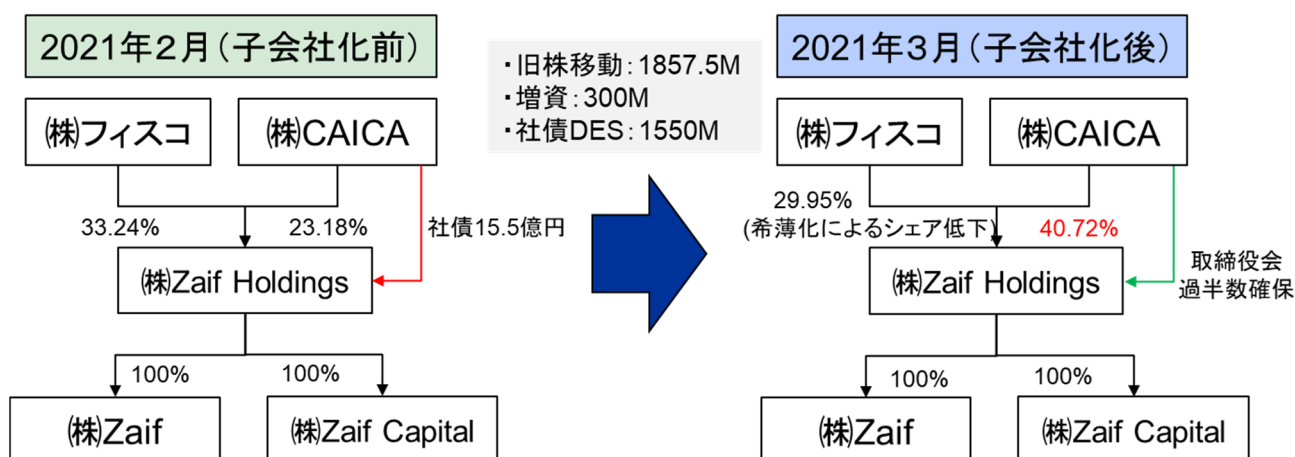 2021年２月（子会社化前）
㈱フィスコ
㈱CAICA
33.24%
23.18%
社債15.5億円
㈱Zaif Holdings
100%
100%
㈱Zaif
㈱Zaif Capital
・旧株移動：1857.5M
・増資：300M
・社債DES：1550M
2021年３月（子会社化後）
㈱フィスコ
㈱CAICA
29.95%
(希薄化によるシェア低下)
40.72%
㈱Zaif Holdings
取締役会
過半数確保
100%
100%
㈱Zaif
㈱Zaif Capital